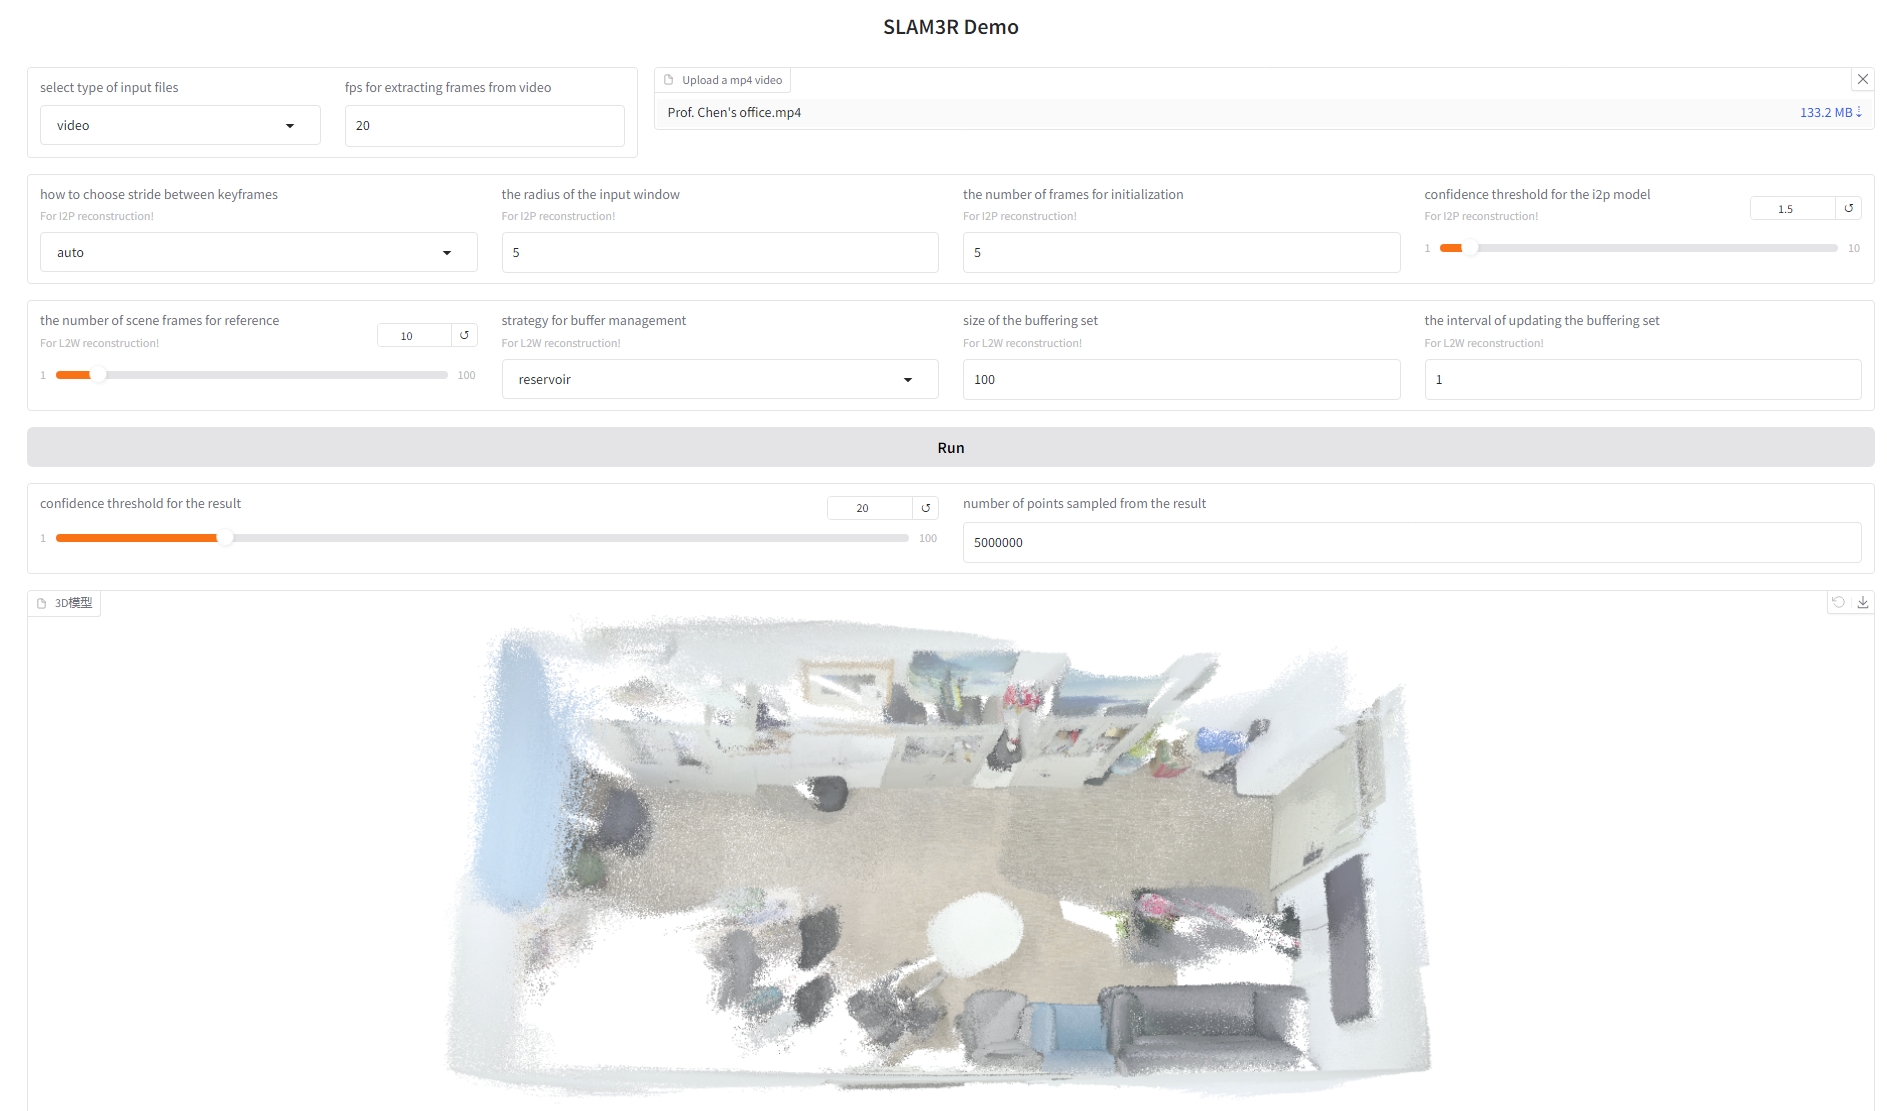 SLAM3R Demo
select type of input files
fps for extracting frames from video
video
20
Upload a mp4 video
Prof. Chen's office.mp4
133.2 MB ⇣
how to choose stride between keyframes
For I2P reconstruction!
auto
the radius of the input window
For I2P reconstruction!
5
the number of frames for initialization
For I2P reconstruction!
5
confidence threshold for the i2p model
For I2P reconstruction!
1.5
1
10
the number of scene frames for reference
For L2W reconstruction!
10
1
100
strategy for buffer management
For L2W reconstruction!
reservoir
size of the buffering set
For L2W reconstruction!
100
the interval of updating the buffering set
For L2W reconstruction!
1
Run
confidence threshold for the result
20
1
100
number of points sampled from the result
5000000
3D模型